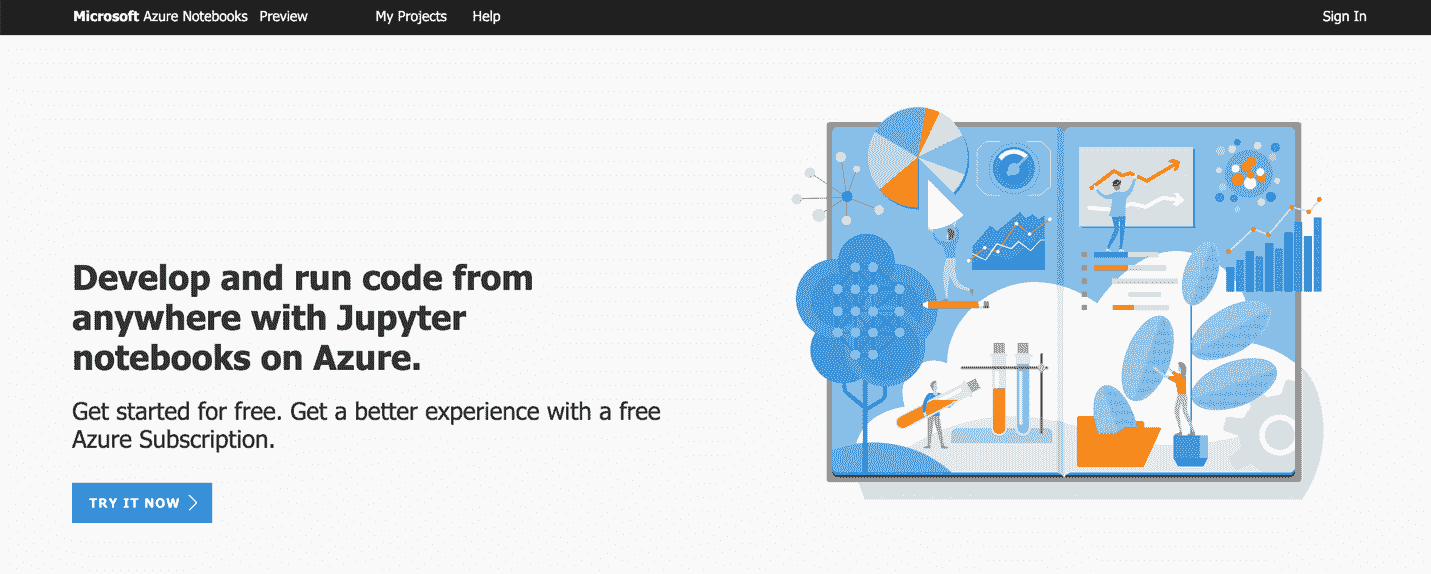 Microsoft Azure Notebooks Preview My Projects Help Sign In
Develop and run code from
anywhere with Jupyter
notebooks on Azure.
Get started for free. Get a better experience with a free
Azure Subscription.
TRY IT NOW